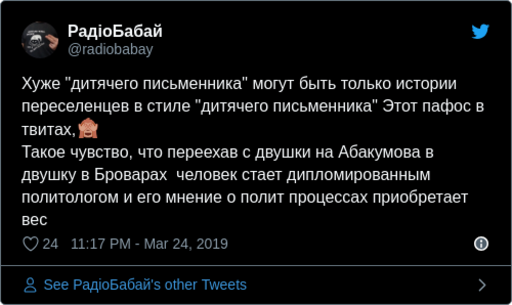 РадіоБабай
@radiobabay
Хуже "дитячего письменника" могут быть только истории
переселенцев в стиле "дитячего письменника" Этот пафос в
твитах,🙈
Такое чувство, что переехав с двушки на Абакумова в
двушку в Броварах человек стает дипломированным
политологом и его мнение о полит процессах приобретает
вес
24 11:17 PM - Mar 24, 2019
See РадіоБабай's other Tweets